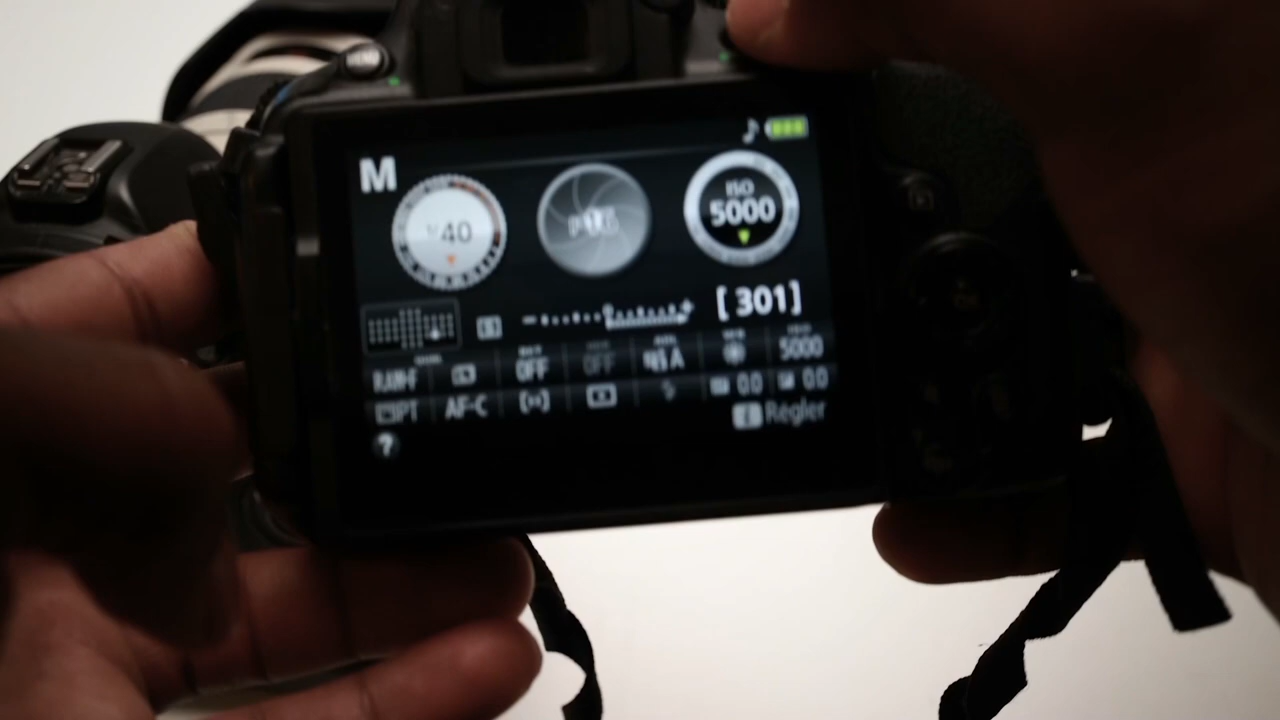 M
40
ISO
5000
[ 301]
RAW+F OFF OFF A 5000
AF-C 0.0 0.0
i Régler
?